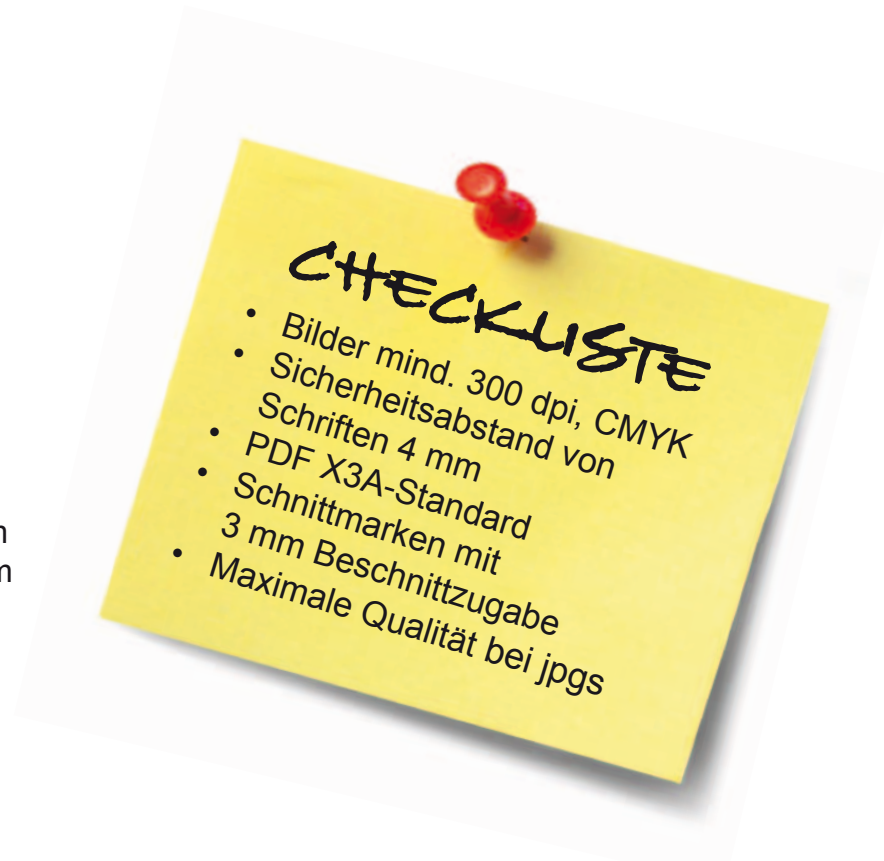 CHECKLISTE
• Bilder mind. 300 dpi, CMYK
• Sicherheitsabstand von
Schriften 4 mm
• PDF X3A-Standard
• Schnittmarken mit
3 mm Beschnittzugabe
• Maximale Qualität bei jpgs